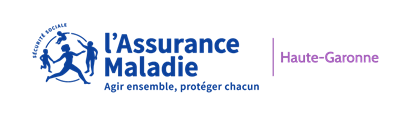 SÉCURITÉ SOCIALE
l'Assurance
Maladie
Agir ensemble, protéger chacun
Haute-Garonne